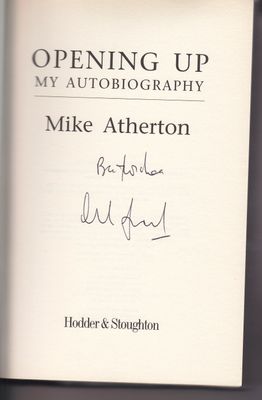 OPENING UP
MY AUTOBIOGRAPHY
Mike Atherton
Best wishes
Hodder & Stoughton